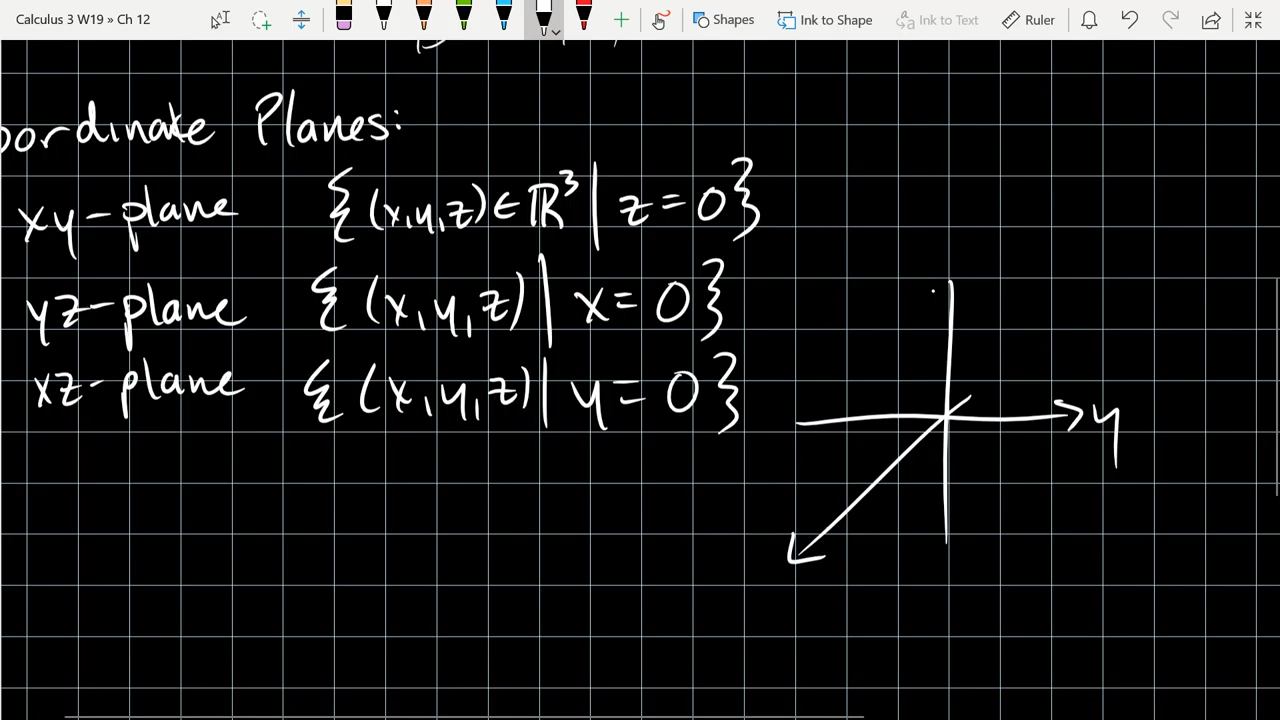 Calculus 3 W19 » Ch 12
Shapes
Ink to Shape
Ink to Text
Ruler
oordinate Planes:
xy-plane {(x,y,z)∈ℝ³| z=0}
yz-plane {(x,y,z)| x=0}
xz-plane {(x,y,z)| y=0}
y